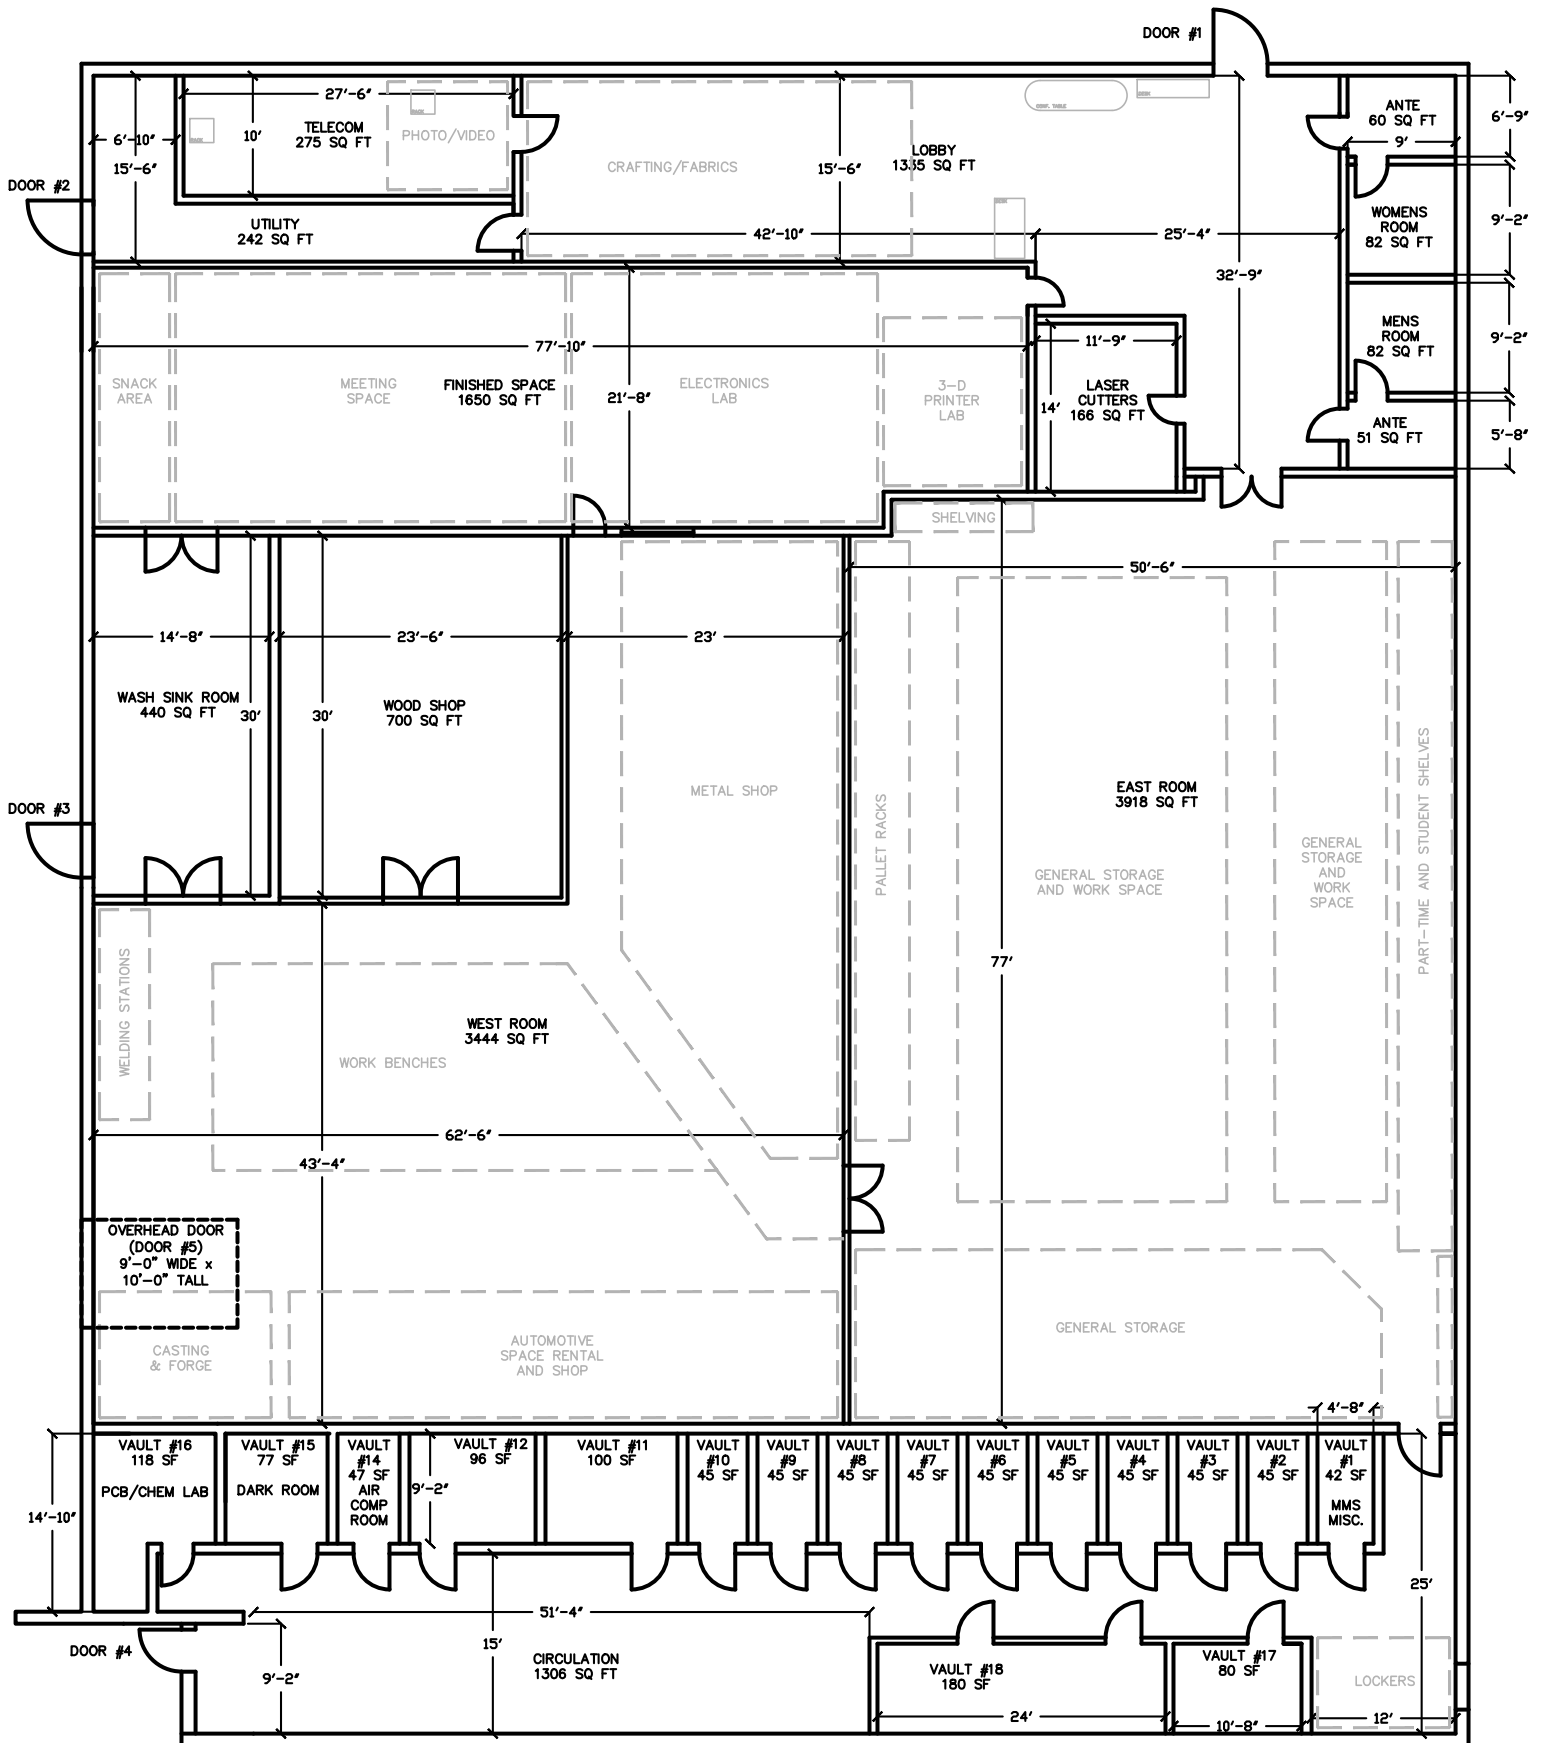 DOOR #1
27'-6"
TELECOM
275 SQ FT
10'
PHOTO/VIDEO
6'-10"
15'-6"
DOOR #2
UTILITY
242 SQ FT
CRAFTING/FABRICS
15'-6"
LOBBY
1335 SQ FT
42'-10"
25'-4"
32'-9"
ANTE
60 SQ FT
9'
6'-9"
WOMENS
ROOM
82 SQ FT
9'-2"
MENS
ROOM
82 SQ FT
9'-2"
ANTE
51 SQ FT
5'-8"
77'-10"
SNACK
AREA
MEETING
SPACE
FINISHED SPACE
1650 SQ FT
21'-8"
ELECTRONICS
LAB
3-D
PRINTER
LAB
11'-9"
14'
LASER
CUTTERS
166 SQ FT
SHELVING
50'-6"
14'-8"
23'-6"
23'
WASH SINK ROOM
440 SQ FT
30'
30'
WOOD SHOP
700 SQ FT
METAL SHOP
DOOR #3
PALLET RACKS
EAST ROOM
3918 SQ FT
GENERAL STORAGE
AND WORK SPACE
GENERAL
STORAGE
AND
WORK
SPACE
PART-TIME AND STUDENT SHELVES
77'
WELDING STATIONS
WEST ROOM
3444 SQ FT
WORK BENCHES
62'-6"
43'-4"
OVERHEAD DOOR
(DOOR #5)
9'-0" WIDE x
10'-0" TALL
CASTING
& FORGE
AUTOMOTIVE
SPACE RENTAL
AND SHOP
GENERAL STORAGE
4'-8"
VAULT #16
118 SF
PCB/CHEM LAB
VAULT #15
77 SF
DARK ROOM
VAULT
#14
47 SF
AIR
COMP
ROOM
VAULT #12
96 SF
9'-2"
VAULT #11
100 SF
VAULT
#10
45 SF
VAULT
#9
45 SF
VAULT
#8
45 SF
VAULT
#7
45 SF
VAULT
#6
45 SF
VAULT
#5
45 SF
VAULT
#4
45 SF
VAULT
#3
45 SF
VAULT
#2
45 SF
VAULT
#1
42 SF
MMS
MISC.
14'-10"
25'
51'-4"
15'
DOOR #4
9'-2"
CIRCULATION
1306 SQ FT
VAULT #18
180 SF
24'
VAULT #17
80 SF
10'-8"
LOCKERS
12'